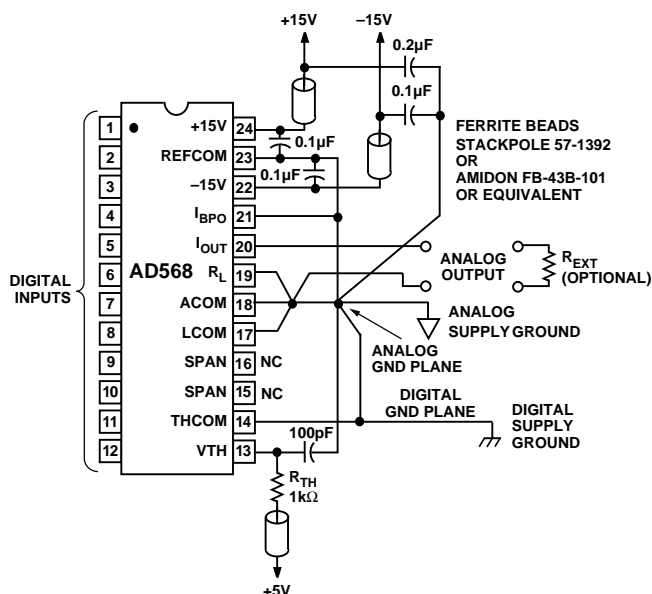 +15V
–15V
0.2µF
0.1µF
FERRITE BEADS
STACKPOLE 57-1392
OR
AMIDON FB-43B-101
OR EQUIVALENT
1
+15V
24
0.1µF
2
REFCOM
23
0.1µF
3
–15V
22
4
IBPO
21
5
IOUT
20
ANALOG
OUTPUT
REXT
(OPTIONAL)
DIGITAL
INPUTS
6
AD568
RL
19
7
ACOM
18
ANALOG
SUPPLY GROUND
8
LCOM
17
ANALOG
GND PLANE
9
SPAN
16
NC
10
SPAN
15
NC
DIGITAL
GND PLANE
11
THCOM
14
DIGITAL
SUPPLY
GROUND
12
VTH
13
100pF
RTH
1kΩ
+5V